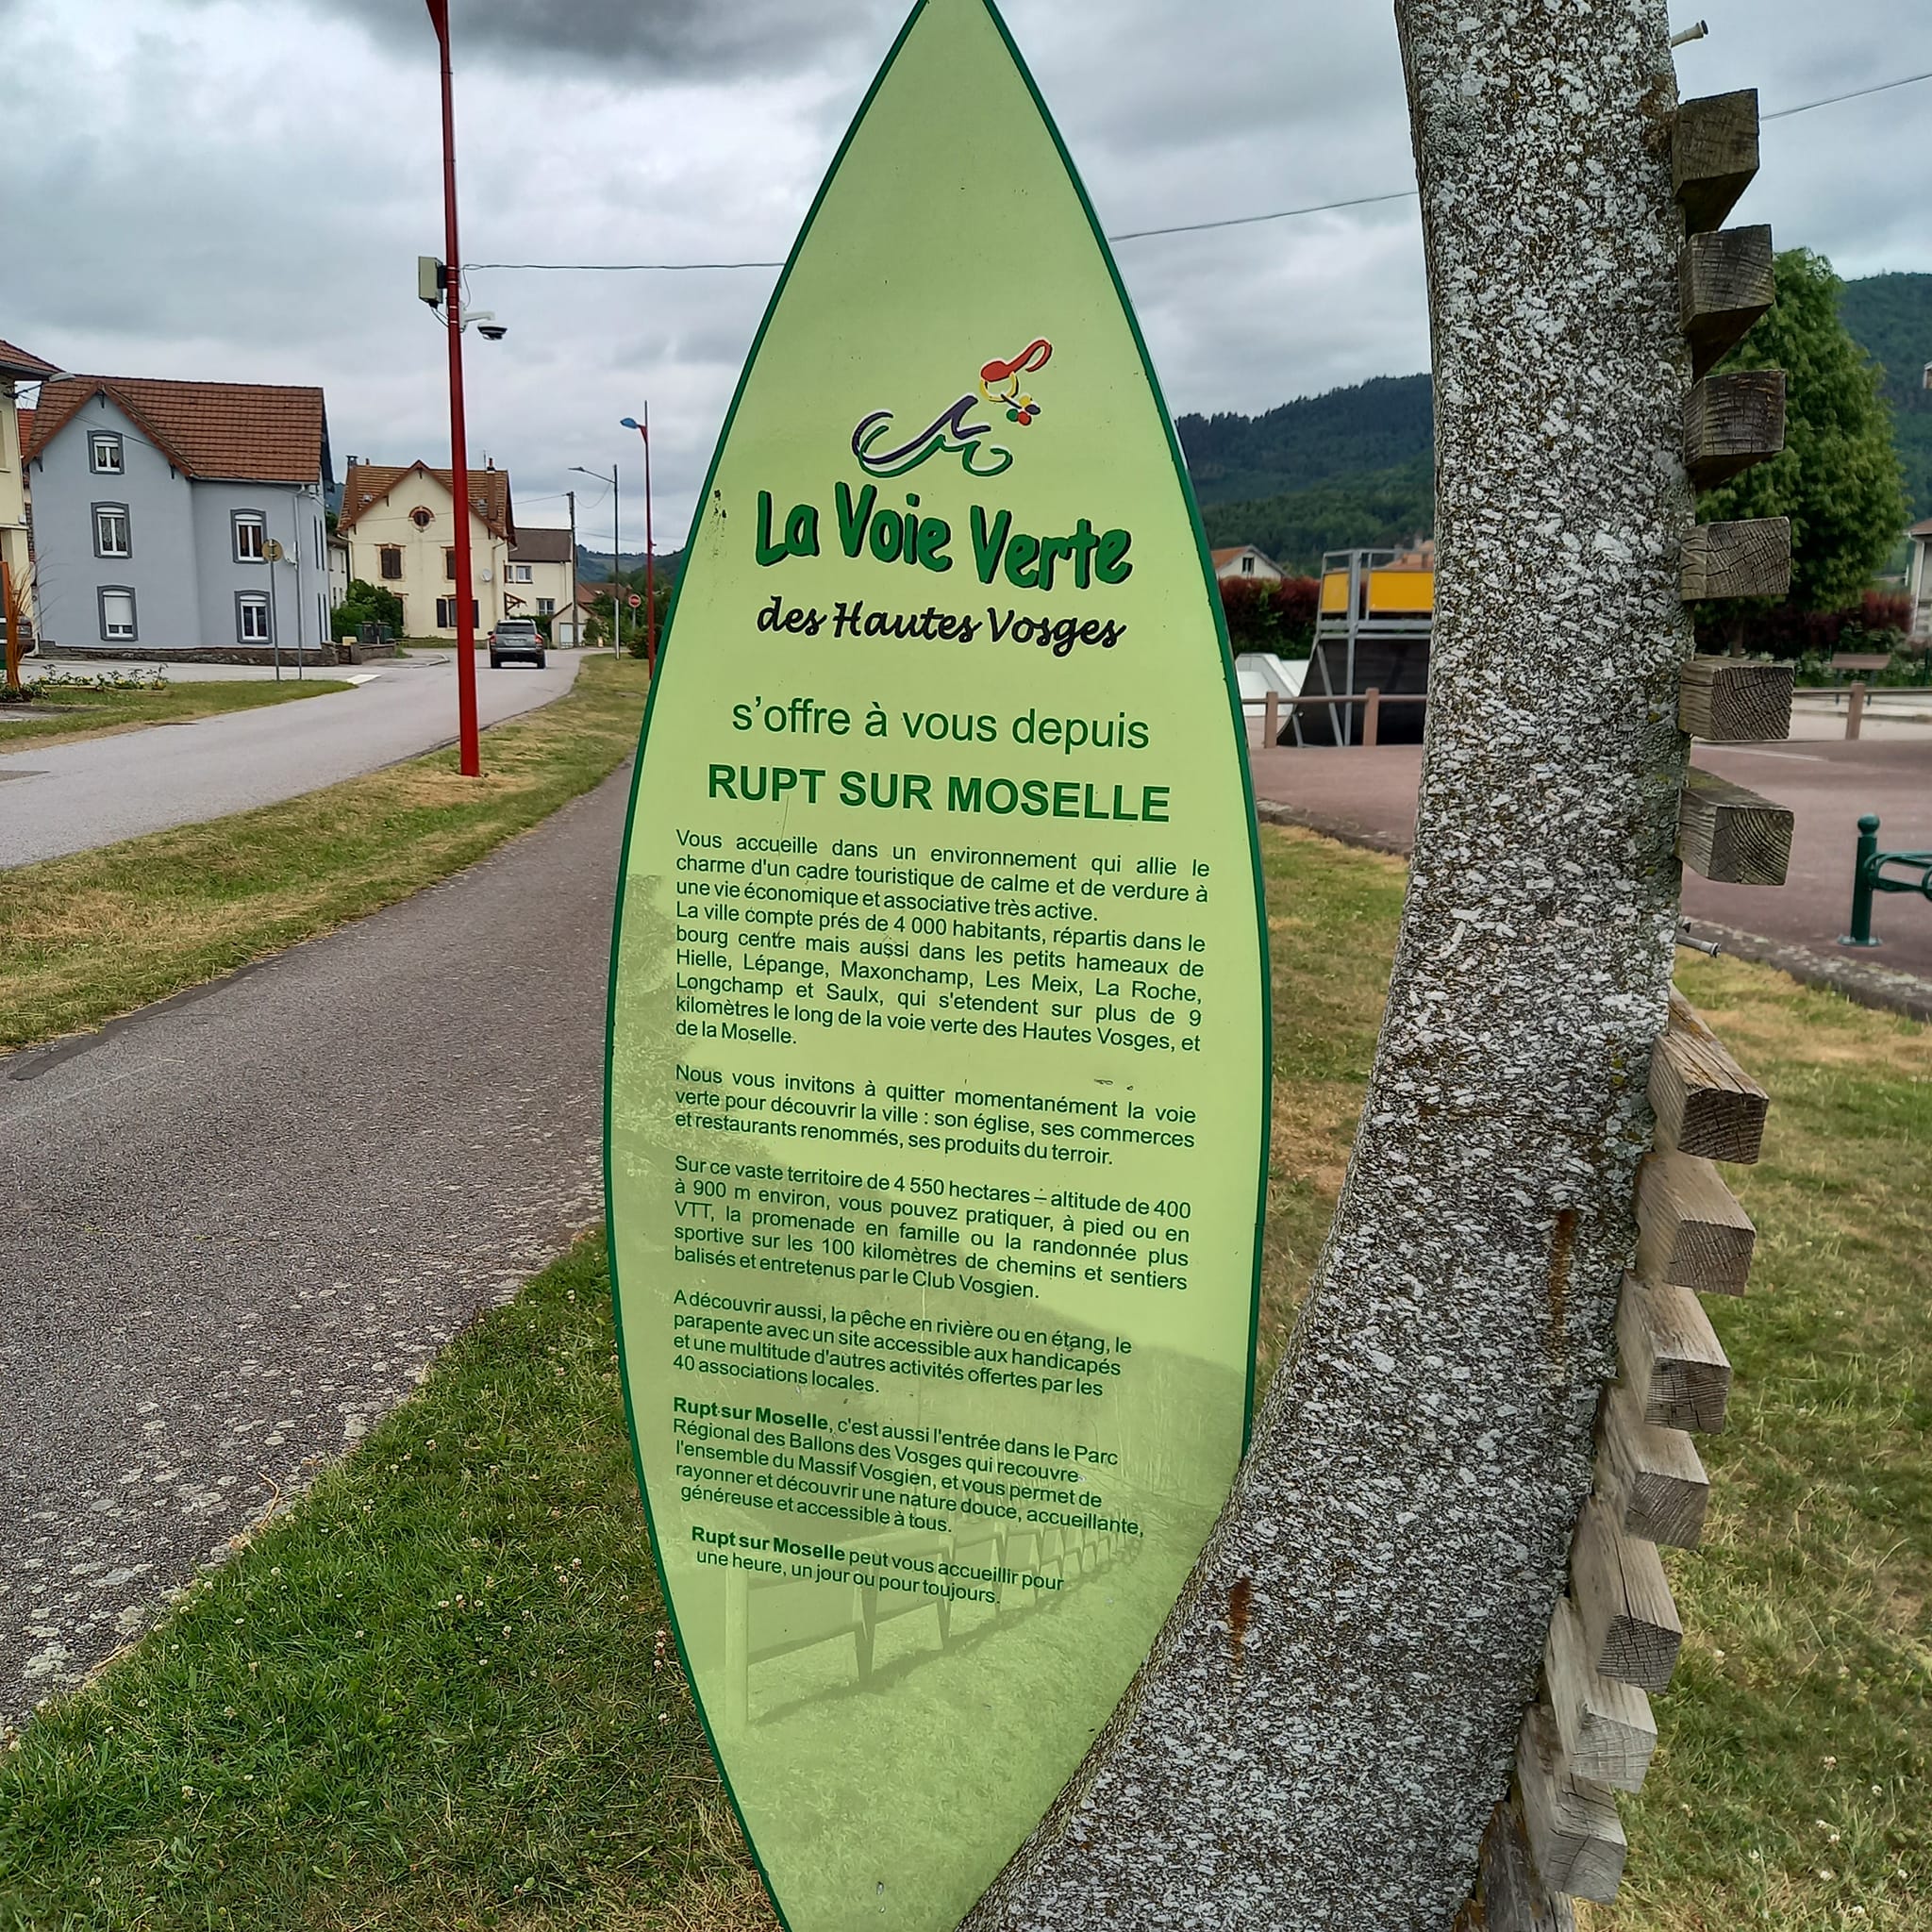 La Voie Verte
des Hautes Vosges
s'offre à vous depuis
RUPT SUR MOSELLE
Vous accueille dans un environnement qui allie le
charme d'un cadre touristique de calme et de verdure à
une vie économique et associative très active.
La ville compte prés de 4 000 habitants, répartis dans le
bourg centre mais aussi dans les petits hameaux de
Hielle, Lépange, Maxonchamp, Les Meix, La Roche,
Longchamp et Saulx, qui s'etendent sur plus de 9
kilomètres le long de la voie verte des Hautes Vosges, et
de la Moselle.
Nous vous invitons à quitter momentanément la voie
verte pour découvrir la ville : son église, ses commerces
et restaurants renommés, ses produits du terroir.
Sur ce vaste territoire de 4 550 hectares – altitude de 400
à 900 m environ, vous pouvez pratiquer, à pied ou en
VTT, la promenade en famille ou la randonnée plus
sportive sur les 100 kilomètres de chemins et sentiers
balisés et entretenus par le Club Vosgien.
A découvrir aussi, la pêche en rivière ou en étang, le
parapente avec un site accessible aux handicapés
et une multitude d'autres activités offertes par les
40 associations locales.
Rupt sur Moselle, c'est aussi l'entrée dans le Parc
Régional des Ballons des Vosges qui recouvre
l'ensemble du Massif Vosgien, et vous permet de
rayonner et découvrir une nature douce, accueillante,
généreuse et accessible à tous.
Rupt sur Moselle peut vous accueillir pour
une heure, un jour ou pour toujours.